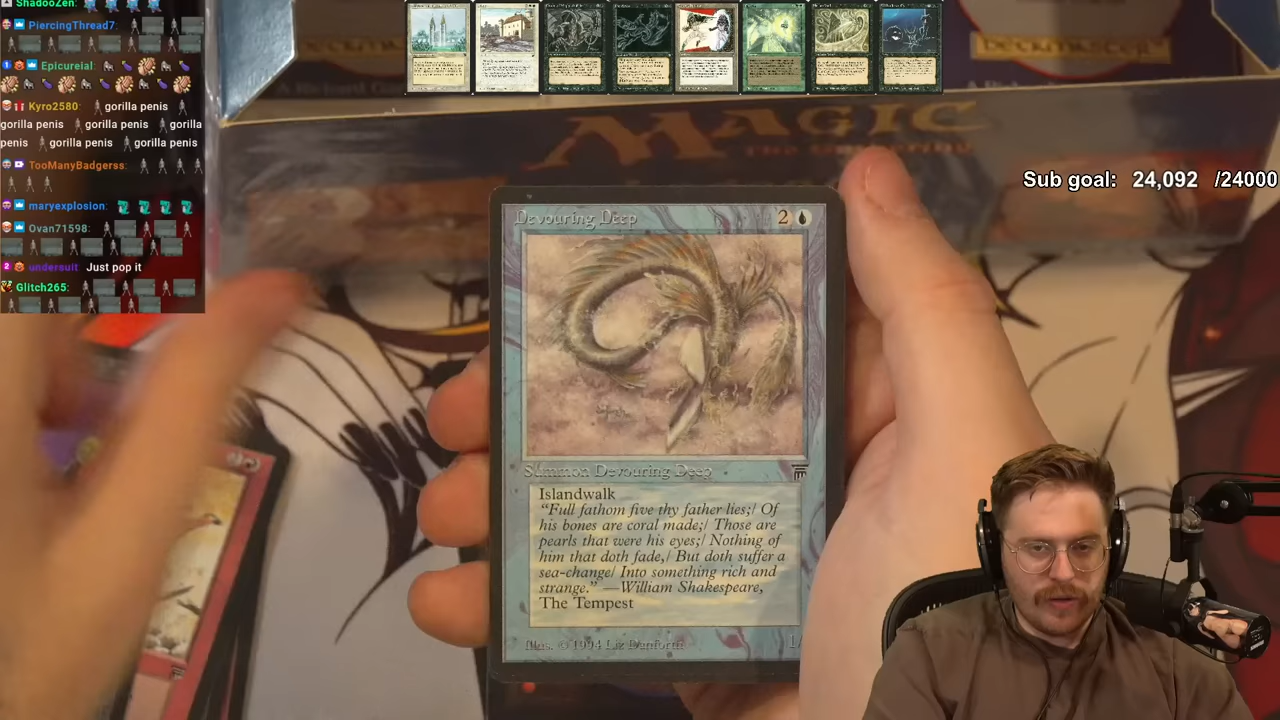 ShadooZen:
PiercingThread7:
Epicureial:
Kyro2580: gorilla penis
gorilla penis gorilla penis gorilla
penis gorilla penis gorilla penis
TooManyBadgerss:
maryexplosion:
Ovan71598:
undersuit: Just pop it
Glitch265:
MAGIC
Sub goal: 24,092 /24000
Devouring Deep 2
Summon Devouring Deep
Islandwalk
"Full fathom five thy father lies;/ Of
his bones are coral made;/ Those are
pearls that were his eyes;/ Nothing of
him that doth fade,/ But doth suffer a
sea-change/ Into something rich and
strange." —William Shakespeare,
The Tempest
Illus. © 1994 Liz Danforth
1/